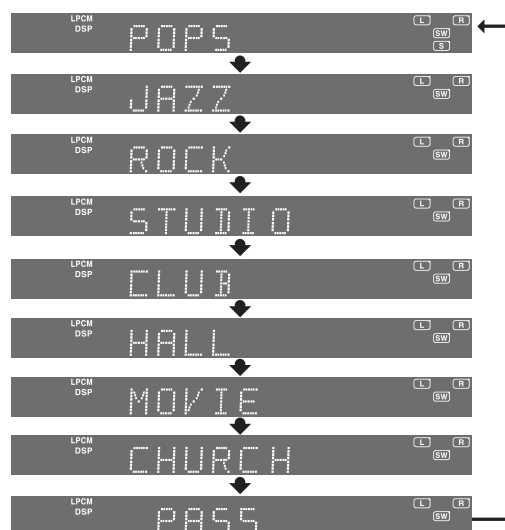 LPCM L R
DSP POPS SW
S
LPCM L R
DSP JAZZ SW
LPCM L R
DSP ROCK SW
LPCM L R
DSP STUDIO SW
LPCM L R
DSP CLUB SW
LPCM L R
DSP HALL SW
LPCM L R
DSP MOVIE SW
LPCM L R
DSP CHURCH SW
LPCM L R
DSP PASS SW